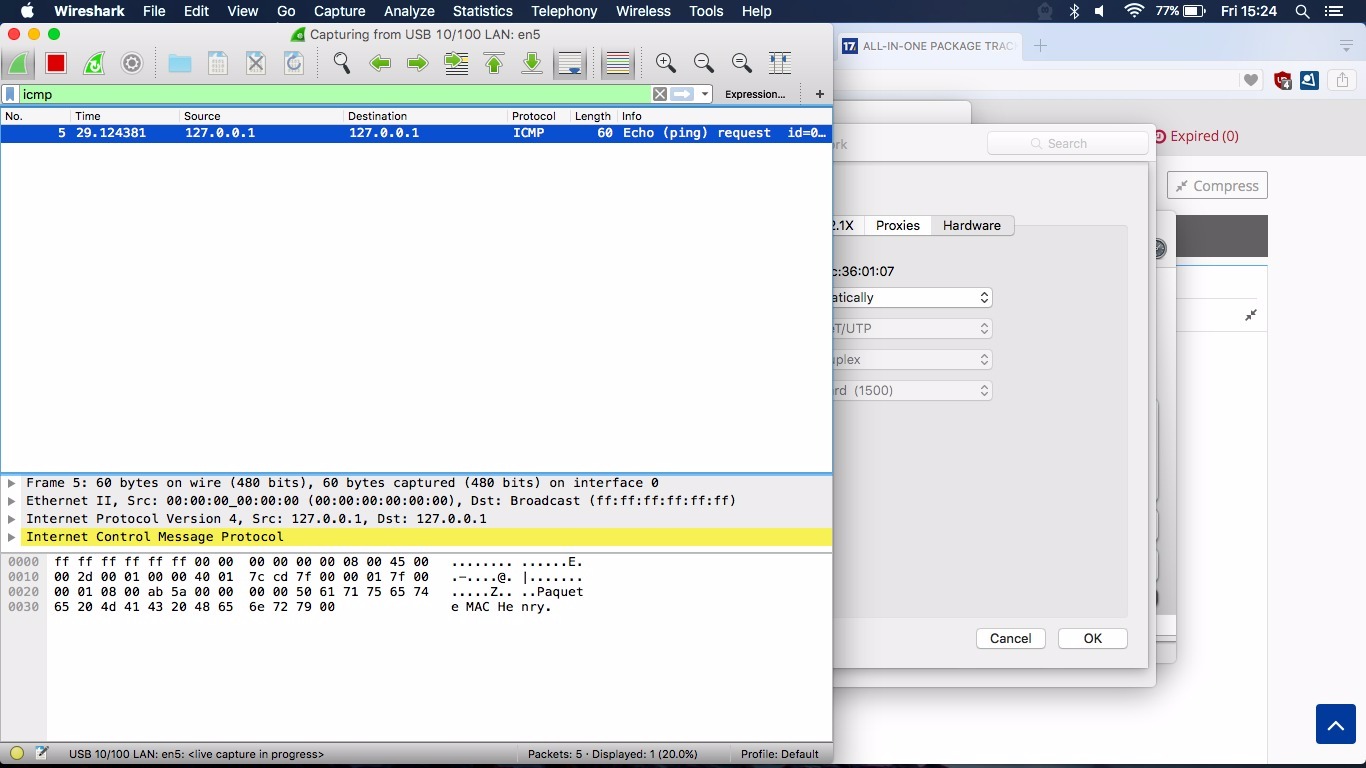 Wireshark File Edit View Go Capture Analyze Statistics Telephony Wireless Tools Help 77% Fri 15:24
Capturing from USB 10/100 LAN: en5
17 ALL-IN-ONE PACKAGE TRAC
icmp Expression... +
No. Time Source Destination Protocol Length Info
5 29.124381 127.0.0.1 127.0.0.1 ICMP 60 Echo (ping) request id=0…
rk Search
Expired (0)
Compress
2.1X Proxies Hardware
c:36:01:07
atically
eT/UTP
uplex
rd (1500)
Cancel OK
Frame 5: 60 bytes on wire (480 bits), 60 bytes captured (480 bits) on interface 0
Ethernet II, Src: 00:00:00_00:00:00 (00:00:00:00:00:00), Dst: Broadcast (ff:ff:ff:ff:ff:ff)
Internet Protocol Version 4, Src: 127.0.0.1, Dst: 127.0.0.1
Internet Control Message Protocol
0000 ff ff ff ff ff ff 00 00 00 00 00 00 08 00 45 00 ........ ......E.
0010 00 2d 00 01 00 00 40 01 7c cd 7f 00 00 01 7f 00 .-....@. |.......
0020 00 01 08 00 ab 5a 00 00 00 00 50 61 71 75 65 74 .....Z.. ..Paquet
0030 65 20 4d 41 43 20 48 65 6e 72 79 00 e MAC He nry.
USB 10/100 LAN: en5: <live capture in progress> Packets: 5 · Displayed: 1 (20.0%) Profile: Default